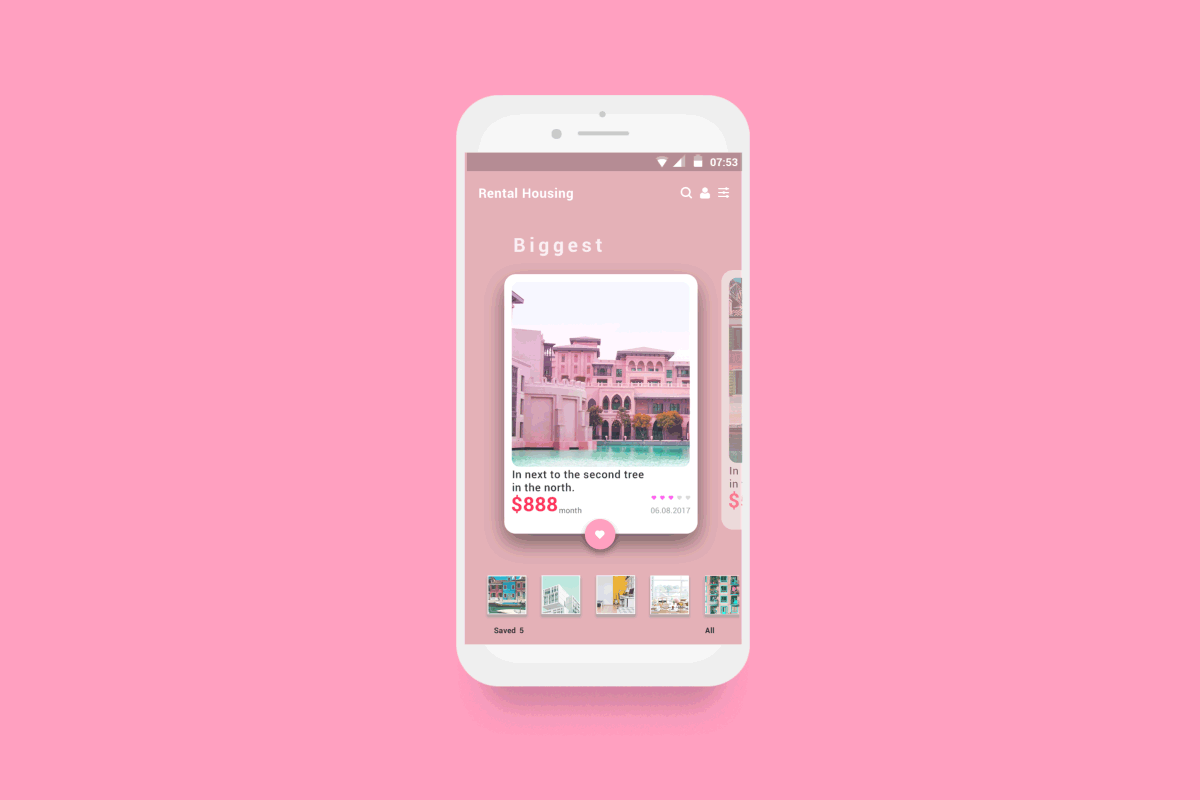 07:53
Rental Housing
Biggest
In next to the second tree
in the north.
$888 month
06.08.2017
In
in
$
Saved 5
All